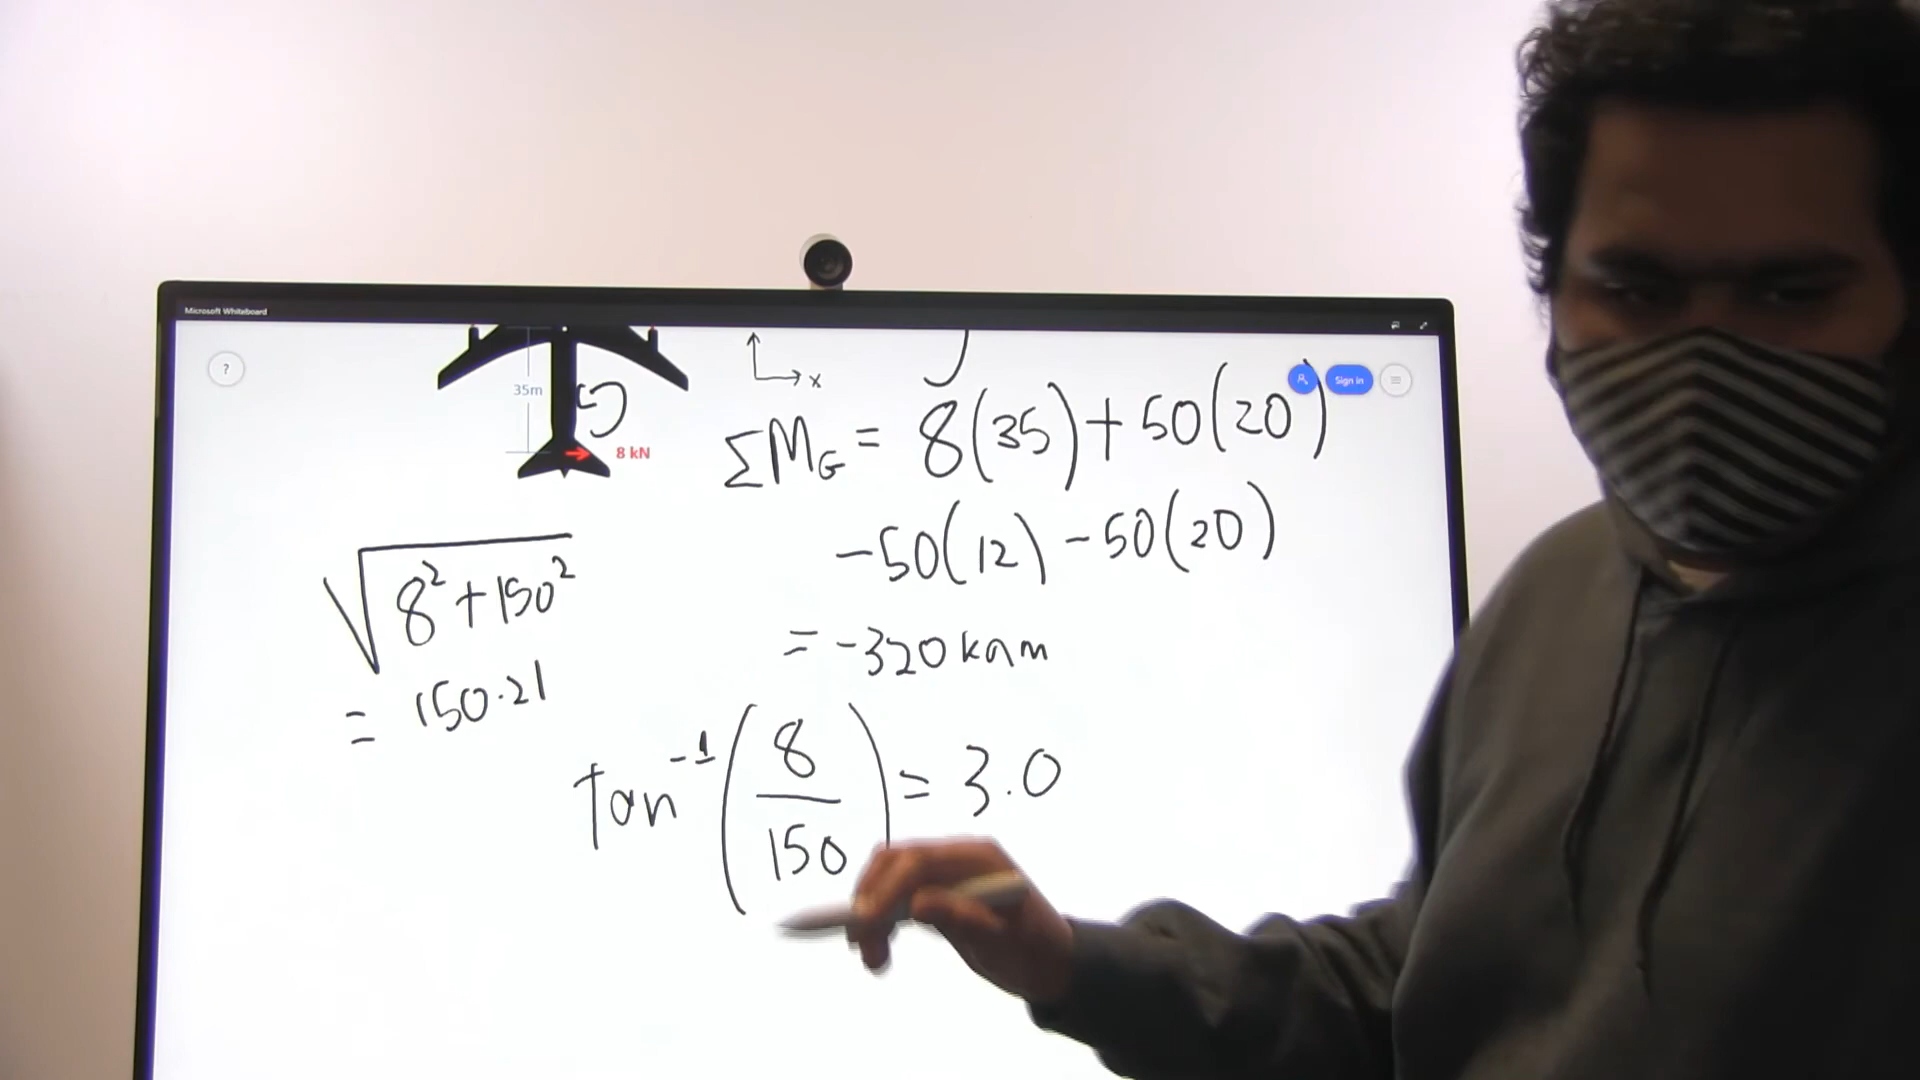 Microsoft Whiteboard
?
35m
x
Sign in
8 kN
ΣM_G = 8(35)+50(20)
-50(12)-50(20)
= -320 knm
√(8²+150²)
= 150.21
tan⁻¹(8/150) = 3.0